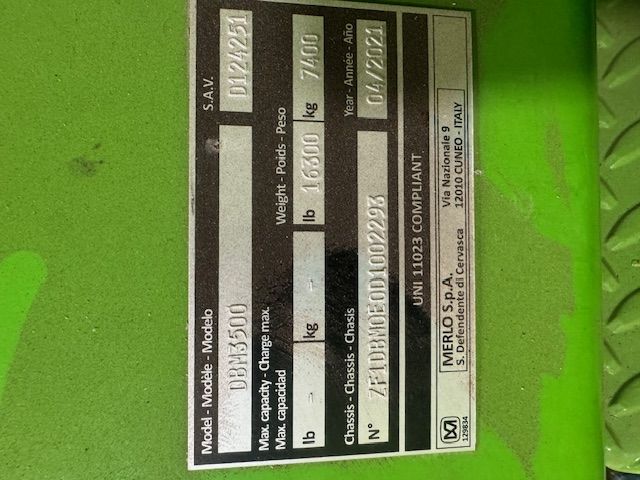 Model - Modèle - Modelo S.A.V.
DBM3500 D124251
Max. capacity - Charge max.
Max. capacidad Weight - Poids - Peso
lb - kg - lb 16300 kg 7400
Chassis - Chassis - Chasis Year - Année - Año
N° ZF1DBM0E0D1002293 04/2021
UNI 11023 COMPLIANT
MERLO S.p.A. Via Nazionale 9
S. Defendente di Cervasca 12010 CUNEO - ITALY
129834